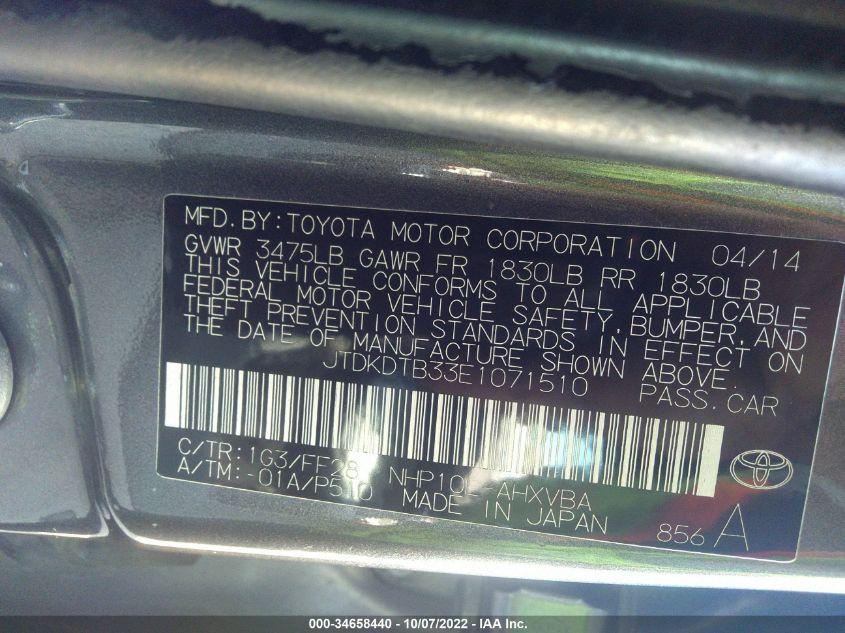 MFD.BY:TOYOTA MOTOR CORPORATION 04/14
GVWR 3475LB GAWR FR 1830LB RR 1830LB
THIS VEHICLE CONFORMS TO ALL APPLICABLE
FEDERAL MOTOR VEHICLE SAFETY, BUMPER, AND
THEFT PREVENTION STANDARDS IN EFFECT ON
THE DATE OF MANUFACTURE SHOWN ABOVE.
JTDKDTB33E1071510 PASS.CAR
C/TR:1G3/FF28 NHP10L-AHXVBA
A/TM:-01A/P510 MADE IN JAPAN
856 A
000-34658440 - 10/07/2022 - IAA Inc.